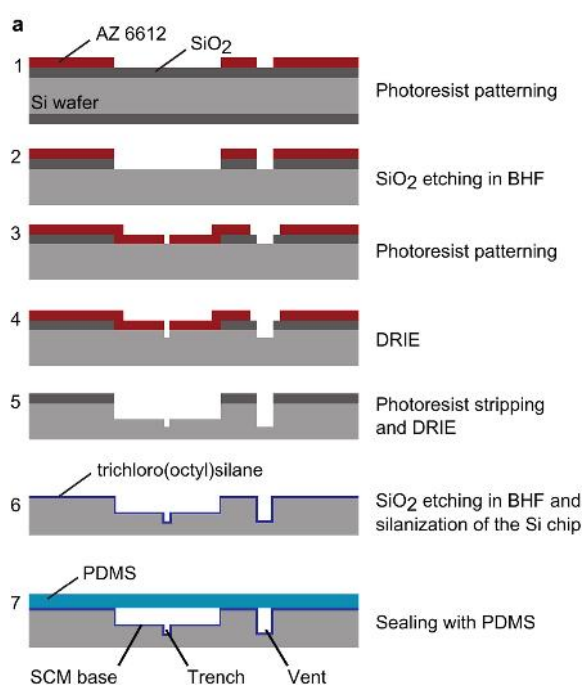 a
AZ 6612
SiO2
1
Si wafer
Photoresist patterning
2
SiO2 etching in BHF
3
Photoresist patterning
4
DRIE
5
Photoresist stripping
and DRIE
trichloro(octyl)silane
6
SiO2 etching in BHF and
silanization of the Si chip
PDMS
7
Sealing with PDMS
SCM base
Trench
Vent